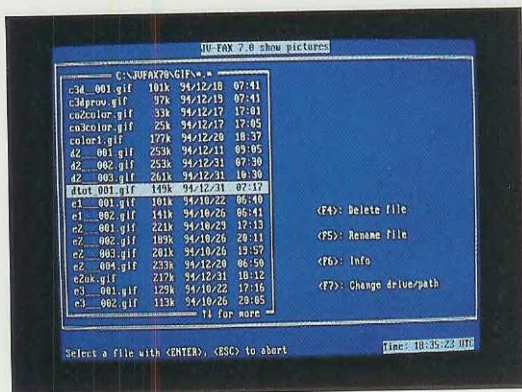 JV-FAX 7.0 show pictures
C:\JVFAX70\GIF\*.*
c3d__001.gif 101k 94/12/18 07:41
c3dprov.gif 97k 94/12/19 07:41
co2color.gif 33k 94/12/17 17:01
co3color.gif 25k 94/12/17 17:05
color1.gif 177k 94/12/20 18:37
d2___001.gif 253k 94/12/11 09:05
d2___002.gif 253k 94/12/31 07:30
d2___003.gif 261k 94/12/31 10:30
dtot_001.gif 149k 94/12/31 07:17
e1___001.gif 101k 94/10/22 06:40
e1___002.gif 141k 94/10/26 06:41
e2___001.gif 221k 94/10/29 17:13
e2___002.gif 189k 94/10/26 20:11
e2___003.gif 201k 94/10/26 19:57
e2___004.gif 233k 94/12/20 06:50
e2ok.gif 217k 94/12/31 10:12
e3___001.gif 129k 94/10/22 17:16
e3___002.gif 113k 94/10/26 20:05
↑↓ for more
<F4>: Delete file
<F5>: Rename file
<F6>: Info
<F7>: Change drive/path
Select a file with <ENTER>, <ESC> to abort
Time: 18:35:23 UTC